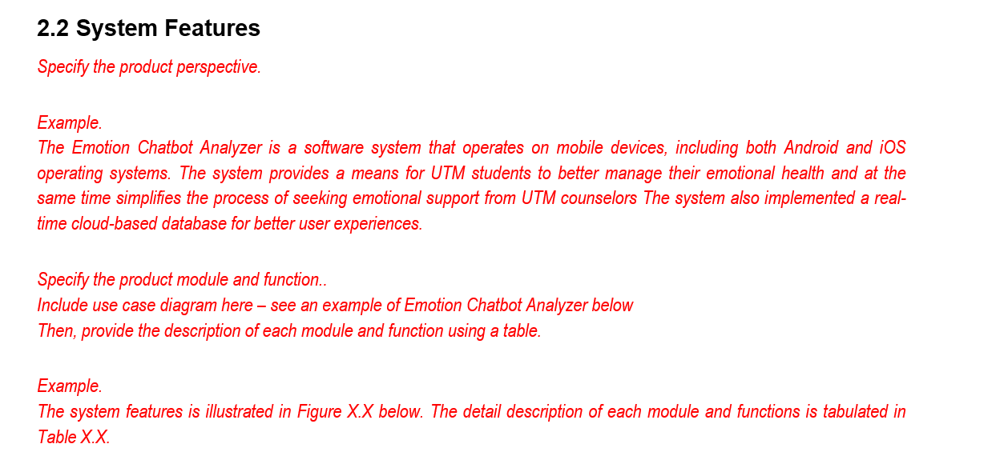 2.2 System Features
Specify the product perspective.
Example.
The Emotion Chatbot Analyzer is a software system that operates on mobile devices, including both Android and iOS
operating systems. The system provides a means for UTM students to better manage their emotional health and at the
same time simplifies the process of seeking emotional support from UTM counselors The system also implemented a real-
time cloud-based database for better user experiences.
Specify the product module and function..
Include use case diagram here – see an example of Emotion Chatbot Analyzer below
Then, provide the description of each module and function using a table.
Example.
The system features is illustrated in Figure X.X below. The detail description of each module and functions is tabulated in
Table X.X.